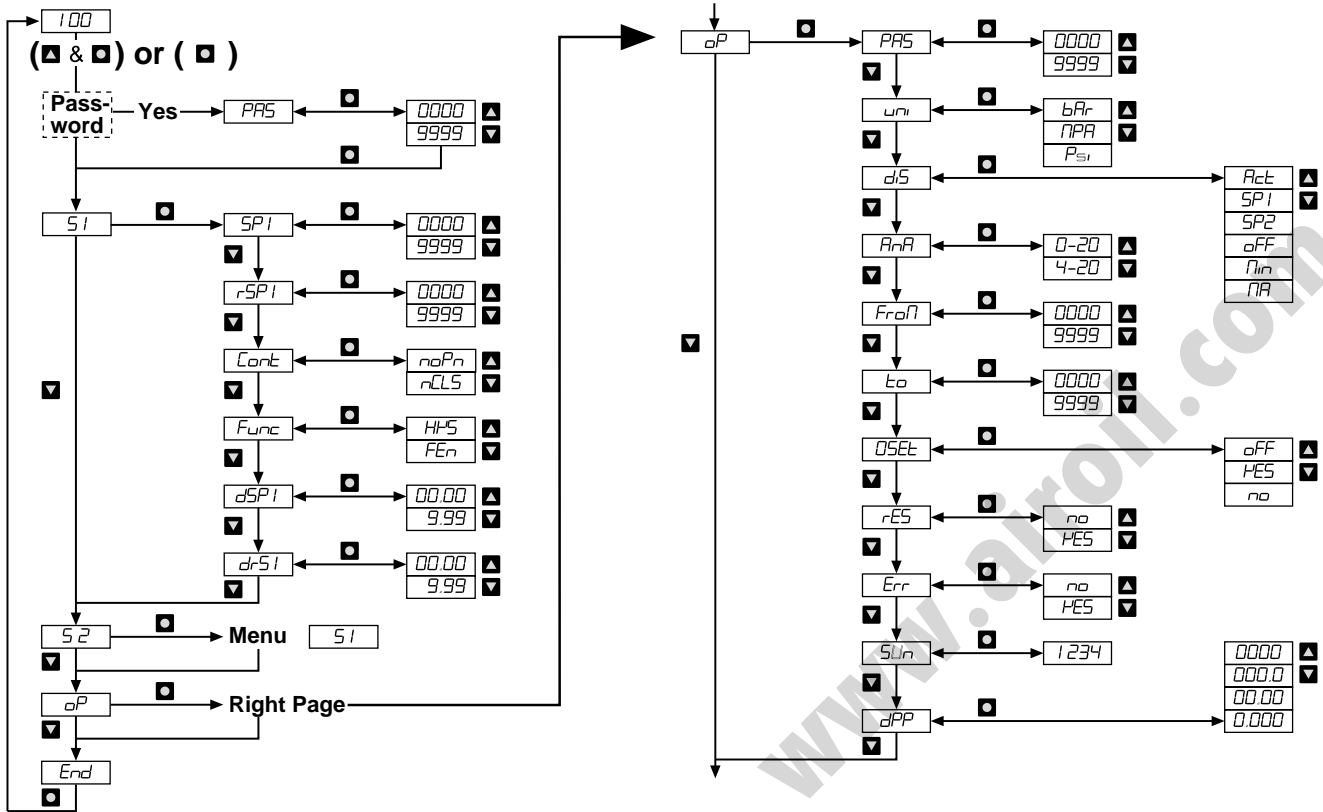 100
(▲ & ●) or ( ● )
Pass-
word
Yes
PAS
0000
9999
S1
SP1
0000
9999
rSP1
0000
9999
Cont
noPn
nCLS
Func
HYS
FEn
dSP1
00.00
9.99
drS1
00.00
9.99
S2
Menu
S1
oP
Right Page
End
oP
PAS
0000
9999
uni
bAr
MPA
Psi
diS
Act
SP1
SP2
oFF
Min
MA
AnA
0-20
4-20
FroM
0000
9999
to
0000
9999
OSEt
oFF
YES
no
rES
no
YES
Err
no
YES
SUn
1234
dPP
0000
000.0
00.00
0.000
www.airoil.com